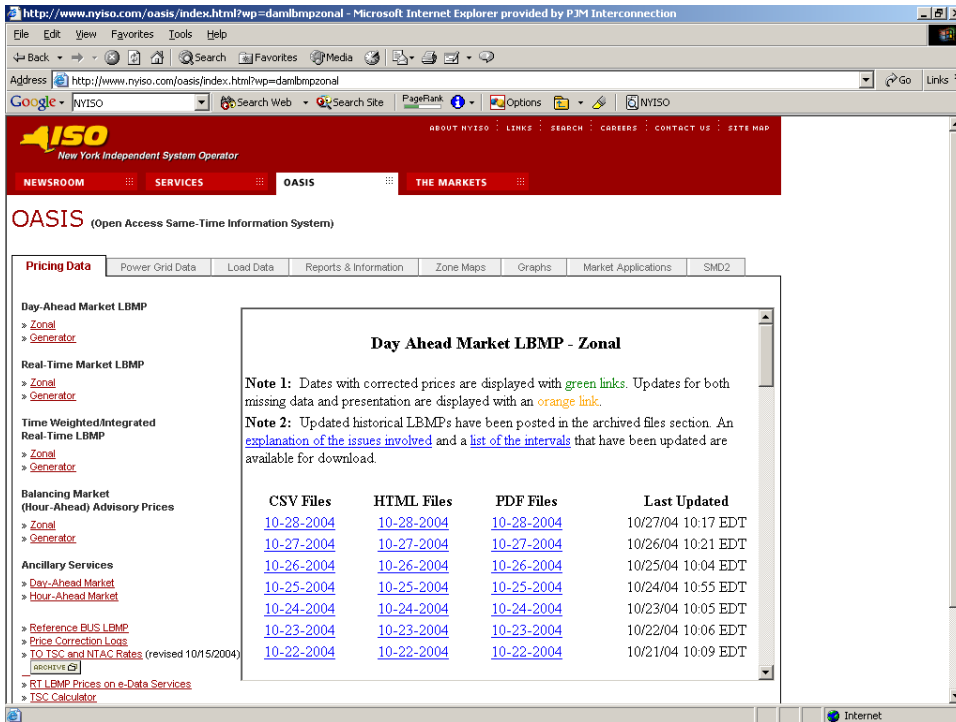 http://www.nyiso.com/oasis/index.html?wp=damlbmpzonal - Microsoft Internet Explorer provided by PJM Interconnection
File Edit View Favorites Tools Help
Back Search Favorites Media
Address http://www.nyiso.com/oasis/index.html?wp=damlbmpzonal Go Links
Google NYISO Search Web Search Site PageRank Options NYISO
ABOUT NYISO LINKS SEARCH CAREERS CONTACT US SITE MAP
ISO
New York Independent System Operator
NEWSROOM SERVICES OASIS THE MARKETS
OASIS (Open Access Same-Time Information System)
Pricing Data Power Grid Data Load Data Reports & Information Zone Maps Graphs Market Applications SMD2
Day-Ahead Market LBMP
» Zonal
» Generator
Real-Time Market LBMP
» Zonal
» Generator
Time Weighted/Integrated
Real-Time LBMP
» Zonal
» Generator
Balancing Market
(Hour-Ahead) Advisory Prices
» Zonal
» Generator
Ancillary Services
» Day-Ahead Market
» Hour-Ahead Market
» Reference BUS LBMP
» Price Correction Logs
» TO TSC and NTAC Rates (revised 10/15/2004)
ARCHIVE
» RT LBMP Prices on e-Data Services
» TSC Calculator
Day Ahead Market LBMP - Zonal
Note 1: Dates with corrected prices are displayed with green links. Updates for both
missing data and presentation are displayed with an orange link.
Note 2: Updated historical LBMPs have been posted in the archived files section. An
explanation of the issues involved and a list of the intervals that have been updated are
available for download.
CSV Files HTML Files PDF Files Last Updated
10-28-2004 10-28-2004 10-28-2004 10/27/04 10:17 EDT
10-27-2004 10-27-2004 10-27-2004 10/26/04 10:21 EDT
10-26-2004 10-26-2004 10-26-2004 10/25/04 10:04 EDT
10-25-2004 10-25-2004 10-25-2004 10/24/04 10:55 EDT
10-24-2004 10-24-2004 10-24-2004 10/23/04 10:05 EDT
10-23-2004 10-23-2004 10-23-2004 10/22/04 10:06 EDT
10-22-2004 10-22-2004 10-22-2004 10/21/04 10:09 EDT
Internet